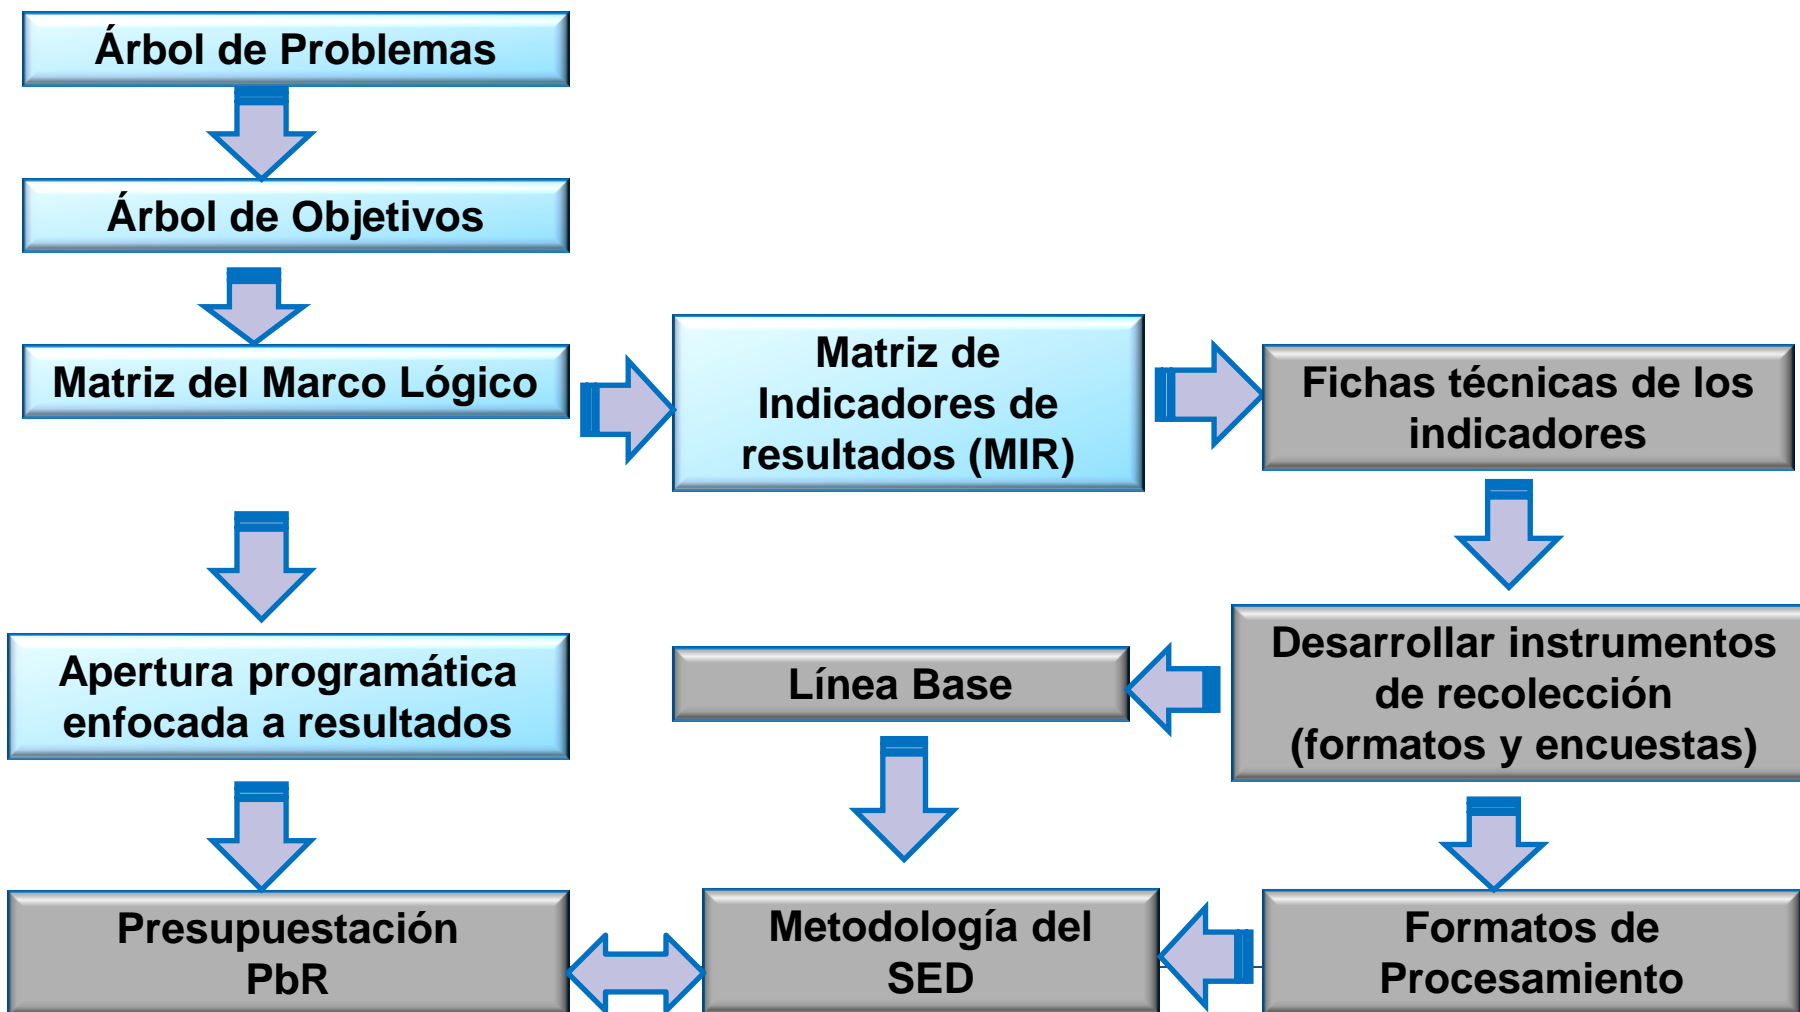 Árbol de Problemas
Árbol de Objetivos
Matriz del Marco Lógico
Matriz de
Indicadores de
resultados (MIR)
Fichas técnicas de los
indicadores
Apertura programática
enfocada a resultados
Línea Base
Desarrollar instrumentos
de recolección
(formatos y encuestas)
Presupuestación
PbR
Metodología del
SED
Formatos de
Procesamiento